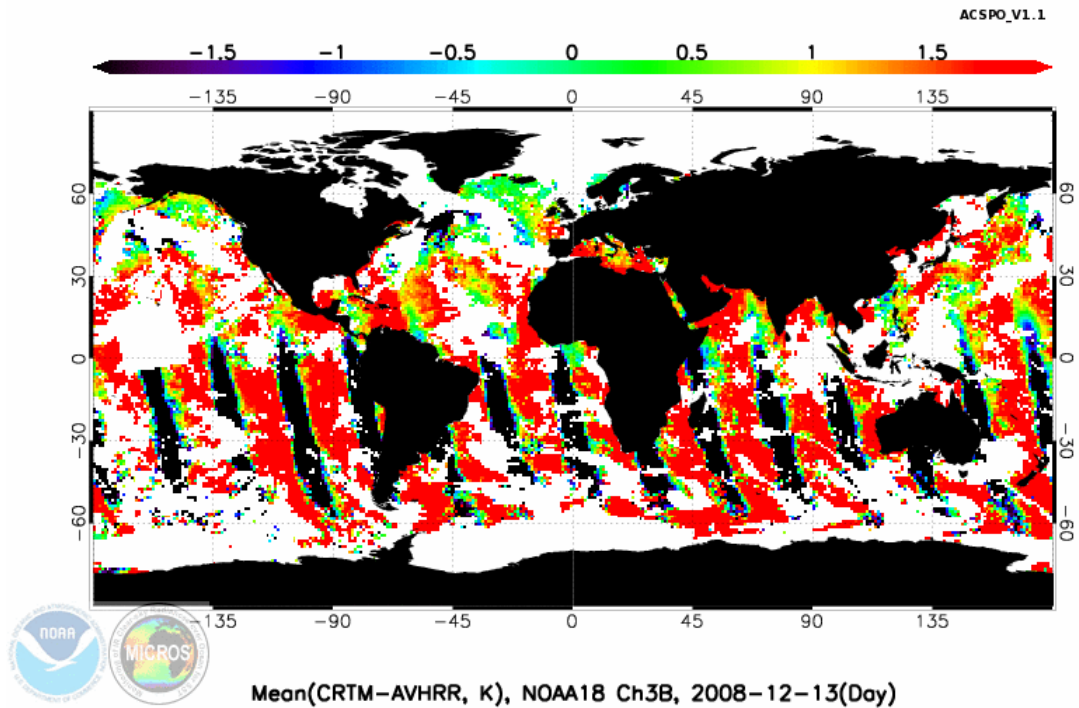 ACSPO_V1.1
-1.5 -1 -0.5 0 0.5 1 1.5
-135 -90 -45 0 45 90 135
60 60
30 30
0 0
-30 -30
-60 -60
-135 -90 -45 0 45 90 135
NOAA
MICROS
Mean(CRTM-AVHRR, K), NOAA18 Ch3B, 2008-12-13(Day)